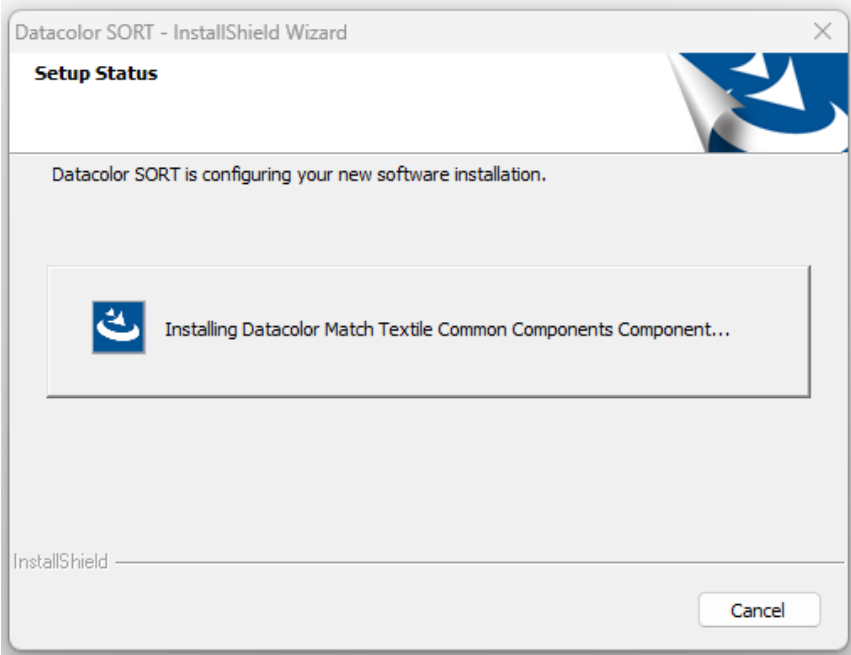 Datacolor SORT - InstallShield Wizard
Setup Status
Datacolor SORT is configuring your new software installation.
Installing Datacolor Match Textile Common Components Component...
InstallShield
Cancel